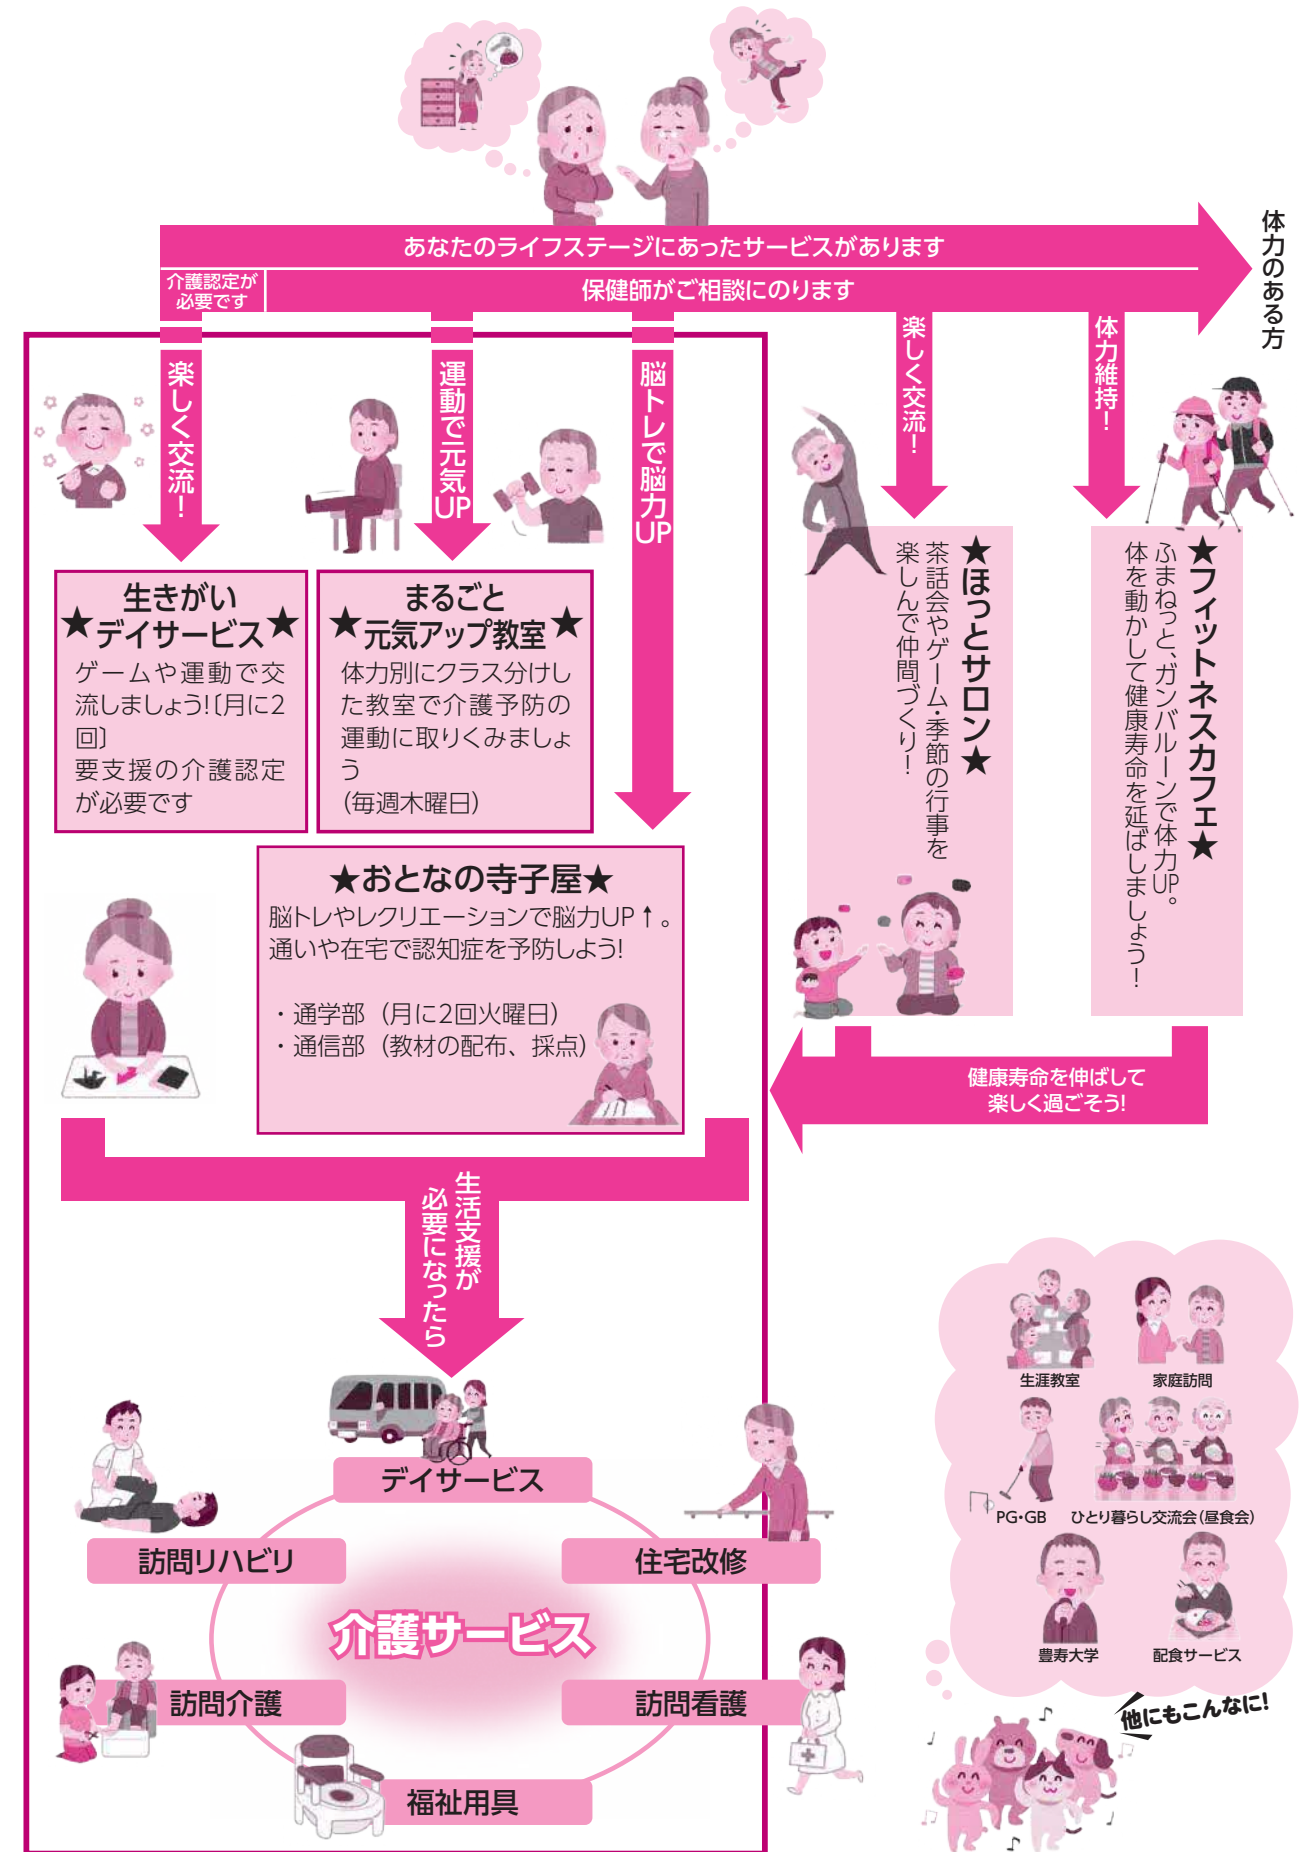 あなたのライフステージにあったサービスがあります
体力のある方
介護認定が
必要です
保健師がご相談にのります
楽しく交流！
運動で元気UP
脳トレで脳力UP
楽しく交流！
体力維持！
★生きがい
デイサービス★
ゲームや運動で交
流しましょう!〔月に2
回〕
要支援の介護認定
が必要です
★まるごと
元気アップ教室★
体力別にクラス分けし
た教室で介護予防の
運動に取りくみましょ
う
（毎週木曜日）
★おとなの寺子屋★
脳トレやレクリエーションで脳力UP↑。
通いや在宅で認知症を予防しよう!
・通学部（月に2回火曜日）
・通信部（教材の配布、採点）
★ほっとサロン★
茶話会やゲーム・季節の行事を
楽しんで仲間づくり！
★フィットネスカフェ★
ふまねっと、ガンバルーンで体力UP。
体を動かして健康寿命を延ばしましょう！
健康寿命を伸ばして
楽しく過ごそう!
生活支援が
必要になったら
デイサービス
訪問リハビリ
住宅改修
介護サービス
訪問介護
訪問看護
福祉用具
生涯教室
家庭訪問
PG・GB
ひとり暮らし交流会（昼食会）
豊寿大学
配食サービス
他にもこんなに!